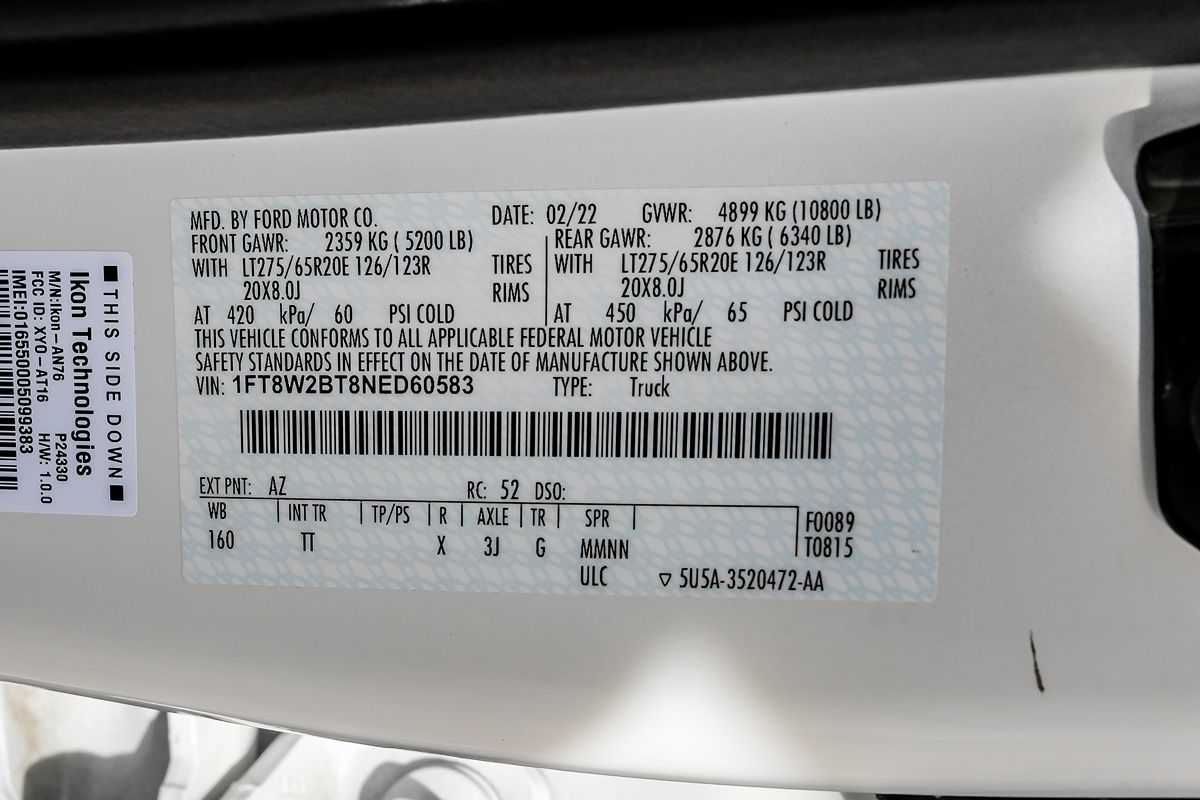 MFD. BY FORD MOTOR CO. DATE: 02/22 GVWR: 4899 KG (10800 LB)
FRONT GAWR: 2359 KG ( 5200 LB) REAR GAWR: 2876 KG ( 6340 LB)
WITH LT275/65R20E 126/123R TIRES WITH LT275/65R20E 126/123R TIRES
20X8.0J RIMS 20X8.0J RIMS
AT 420 kPa/ 60 PSI COLD AT 450 kPa/ 65 PSI COLD
THIS VEHICLE CONFORMS TO ALL APPLICABLE FEDERAL MOTOR VEHICLE
SAFETY STANDARDS IN EFFECT ON THE DATE OF MANUFACTURE SHOWN ABOVE.
VIN: 1FT8W2BT8NED60583 TYPE: Truck
EXT PNT: AZ RC: 52 DSO:
WB INT TR TP/PS R AXLE TR SPR F0089
160 TT X 3J G MMNN T0815
ULC ▽ 5U5A-3520472-AA
■ THIS SIDE DOWN ■
Ikon Technologies
M/N:Ikon-AN76 P24330
FCC ID: XYO-AT16 H/W: 1.0.0
IMEI:016550005099383